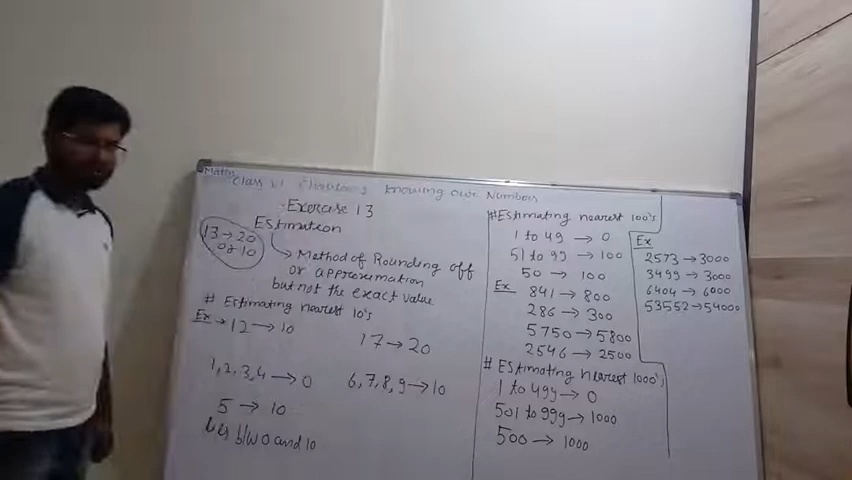 Maths
Class VI Chapter 1 Knowing our Numbers
Exercise 13
Estimation
13 → 20
or 10
→ Method of Rounding off
or approximation
but not the exact value
# Estimating nearest 10's
Ex → 12 → 10
17 → 20
1, 2, 3, 4 → 0
6, 7, 8, 9 → 10
5 → 10
b/w 0 and 10
# Estimating nearest 100's
1 to 49 → 0
51 to 99 → 100
50 → 100
Ex 841 → 800
286 → 300
5750 → 5800
2546 → 2500
# Estimating nearest 1000's
1 to 499 → 0
501 to 999 → 1000
500 → 1000
Ex
2573 → 3000
3499 → 3000
6404 → 6000
53552 → 54000